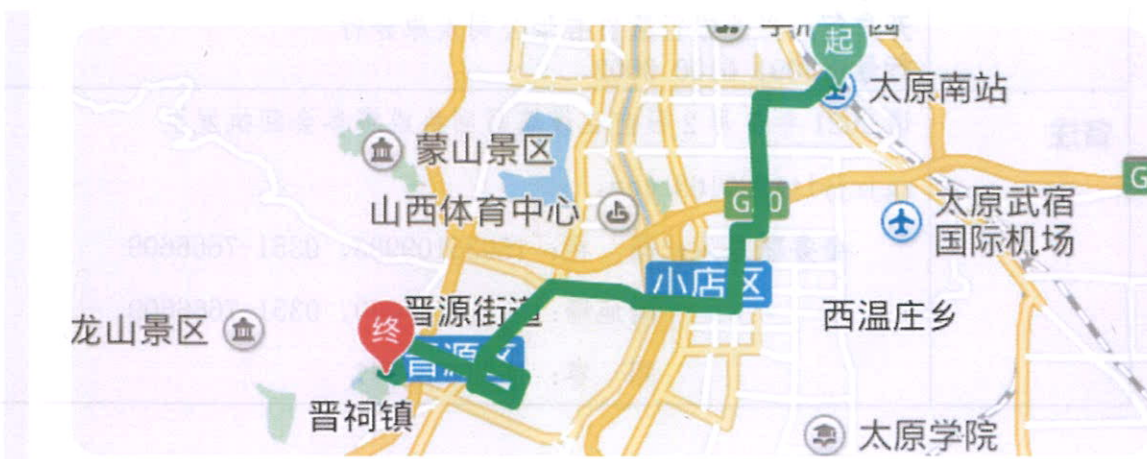 起
太原南站
蒙山景区
山西体育中心
G20
G
太原武宿
国际机场
小店区
西温庄乡
晋源街道
龙山景区
终
晋源区
晋祠镇
太原学院